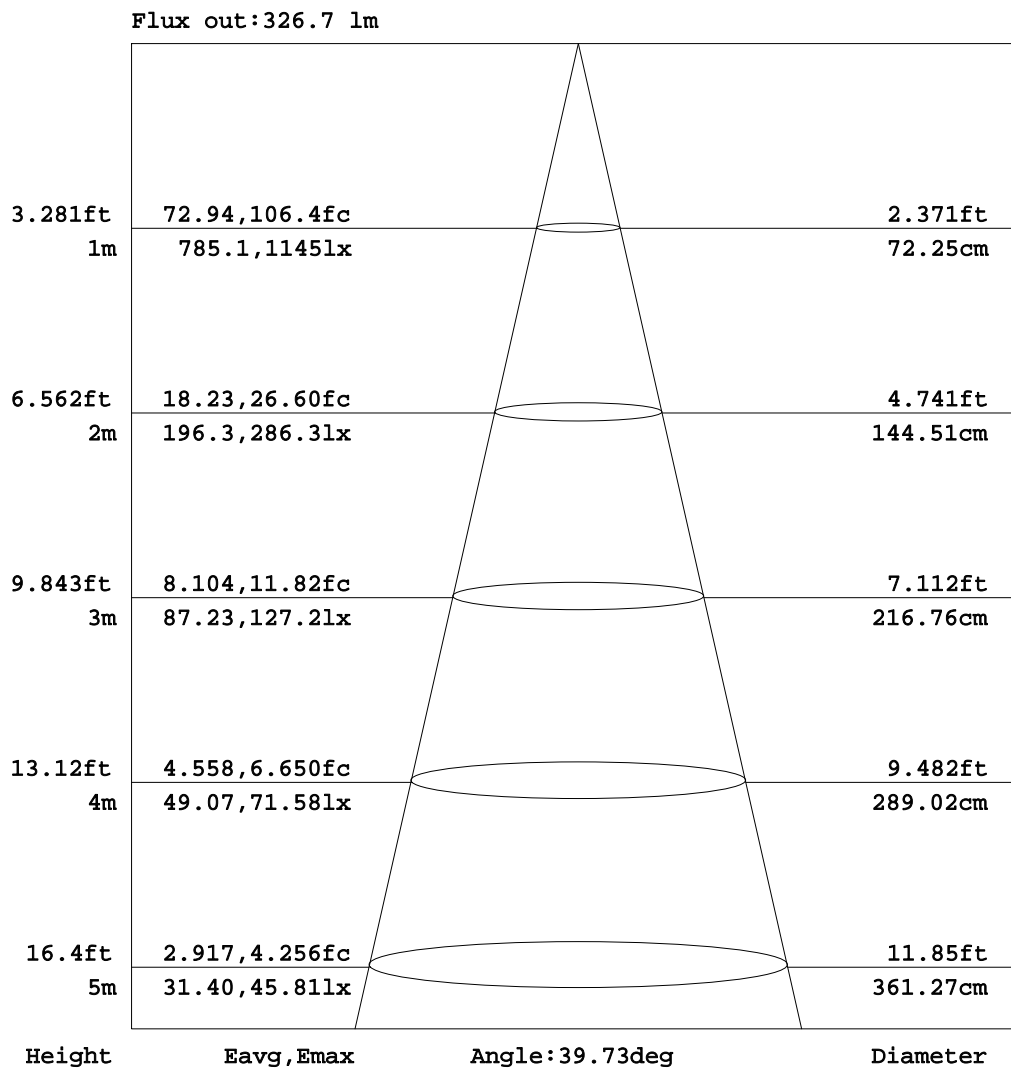 Flux out:326.7 lm
3.281ft 72.94,106.4fc 2.371ft
1m 785.1,1145lx 72.25cm
6.562ft 18.23,26.60fc 4.741ft
2m 196.3,286.3lx 144.51cm
9.843ft 8.104,11.82fc 7.112ft
3m 87.23,127.2lx 216.76cm
13.12ft 4.558,6.650fc 9.482ft
4m 49.07,71.58lx 289.02cm
16.4ft 2.917,4.256fc 11.85ft
5m 31.40,45.81lx 361.27cm
Height Eavg,Emax Angle:39.73deg Diameter